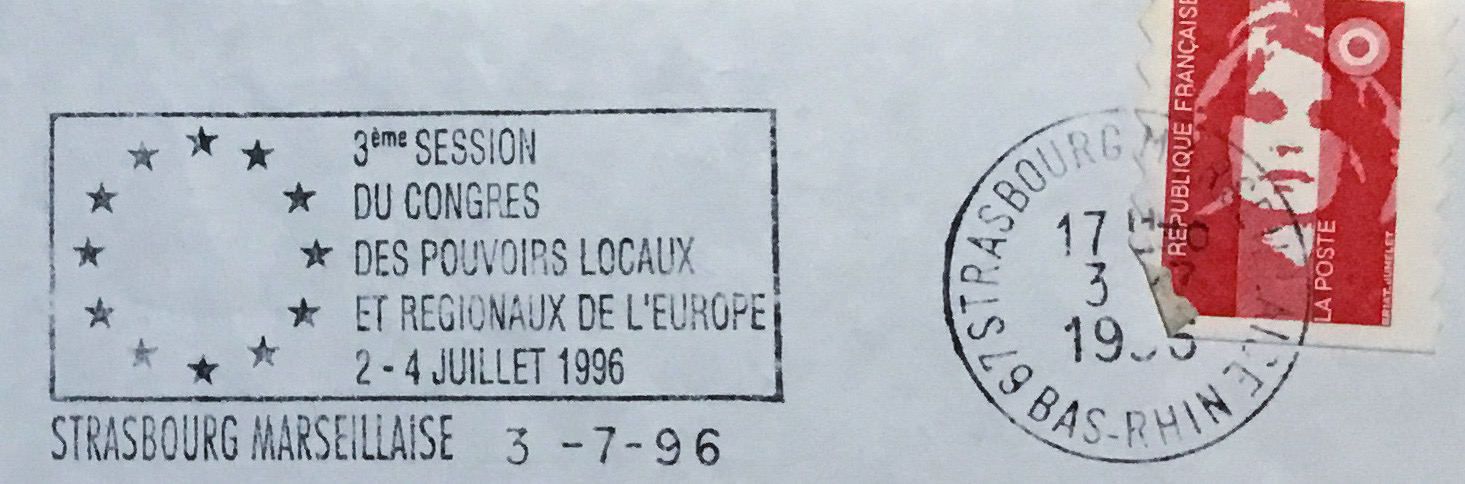 3ème SESSION
DU CONGRES
DES POUVOIRS LOCAUX
ET REGIONAUX DE L'EUROPE
2 - 4 JUILLET 1996
STRASBOURG MARSEILLAISE 3 -7-96
67 STRASBOURG
17 H
3
BAS-RHIN
REPUBLIQUE FRANÇAISE
LA POSTE